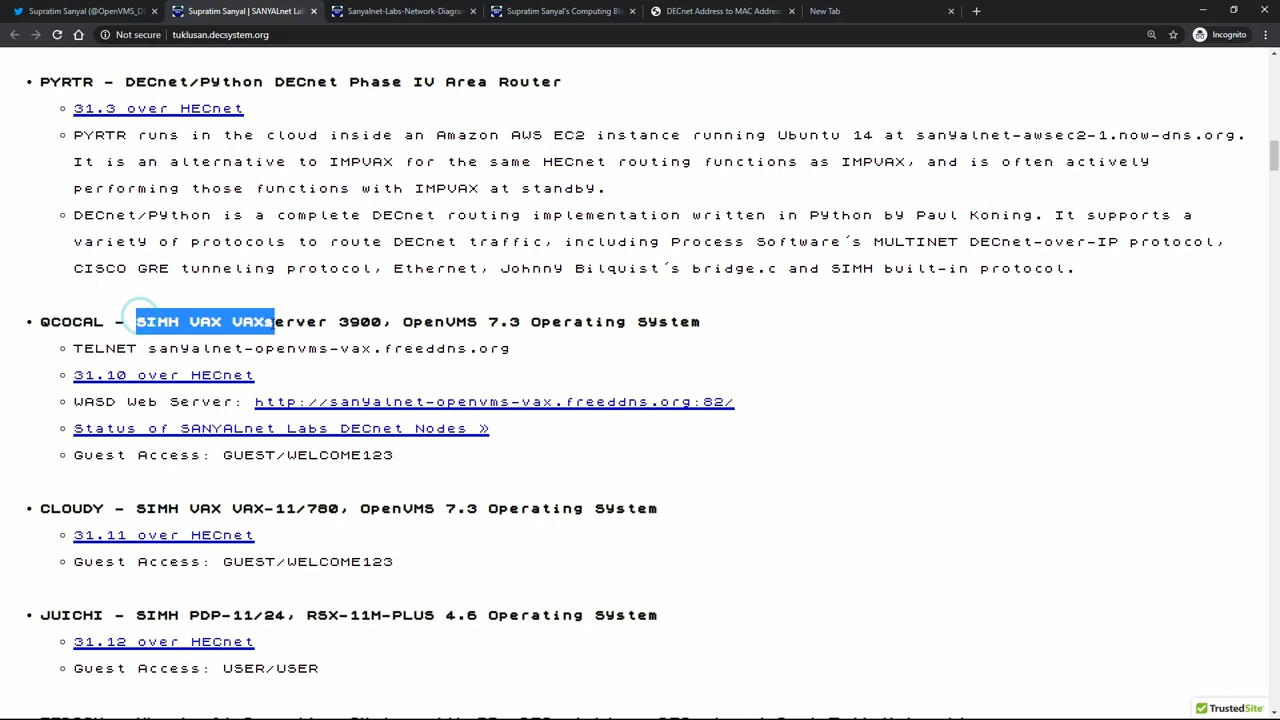 Supratim Sanyal (@OpenVMS_DE
Supratim Sanyal | SANYALnet Lab
Sanyalnet-Labs-Network-Diagram
Supratim Sanyal's Computing Blo
DECnet Address to MAC Address
New Tab
Not secure | tuklusan.decsystem.org
Incognito
• PYRTR - DECnet/Python DECnet Phase IV Area Router
31.3 over HECnet
PYRTR runs in the cloud inside an Amazon AWS EC2 instance running Ubuntu 14 at sanyalnet-awsec2-1.now-dns.org.
It is an alternative to IMPVAX for the same HECnet routing functions as IMPVAX, and is often actively
performing those functions with IMPVAX at standby.
DECnet/Python is a complete DECnet routing implementation written in Python by Paul Koning. It supports a
variety of protocols to route DECnet traffic, including Process Software's MULTINET DECnet-over-IP protocol,
CISCO GRE tunneling protocol, Ethernet, Johnny Bilquist's bridge.c and SIMH built-in protocol.
• QCOCAL - SIMH VAX VAXserver 3900, OpenVMS 7.3 Operating System
TELNET sanyalnet-openvms-vax.freeddns.org
31.10 over HECnet
WASD Web Server: http://sanyalnet-openvms-vax.freeddns.org:82/
Status of SANYALnet Labs DECnet Nodes »
Guest Access: GUEST/WELCOME123
• CLOUDY - SIMH VAX VAX-11/780, OpenVMS 7.3 Operating System
31.11 over HECnet
Guest Access: GUEST/WELCOME123
• JUICHI - SIMH PDP-11/24, RSX-11M-PLUS 4.6 Operating System
31.12 over HECnet
Guest Access: USER/USER
TrustedSite